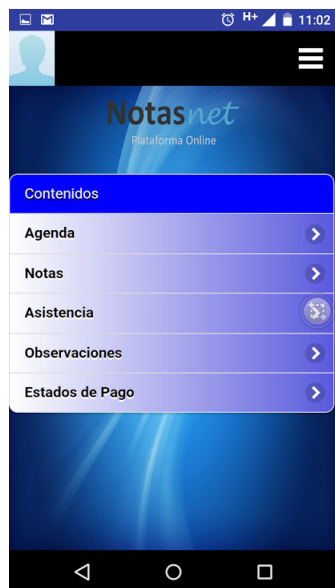 H+ 11:02
Notasnet
Plataforma Online
Contenidos
Agenda
Notas
Asistencia
Observaciones
Estados de Pago